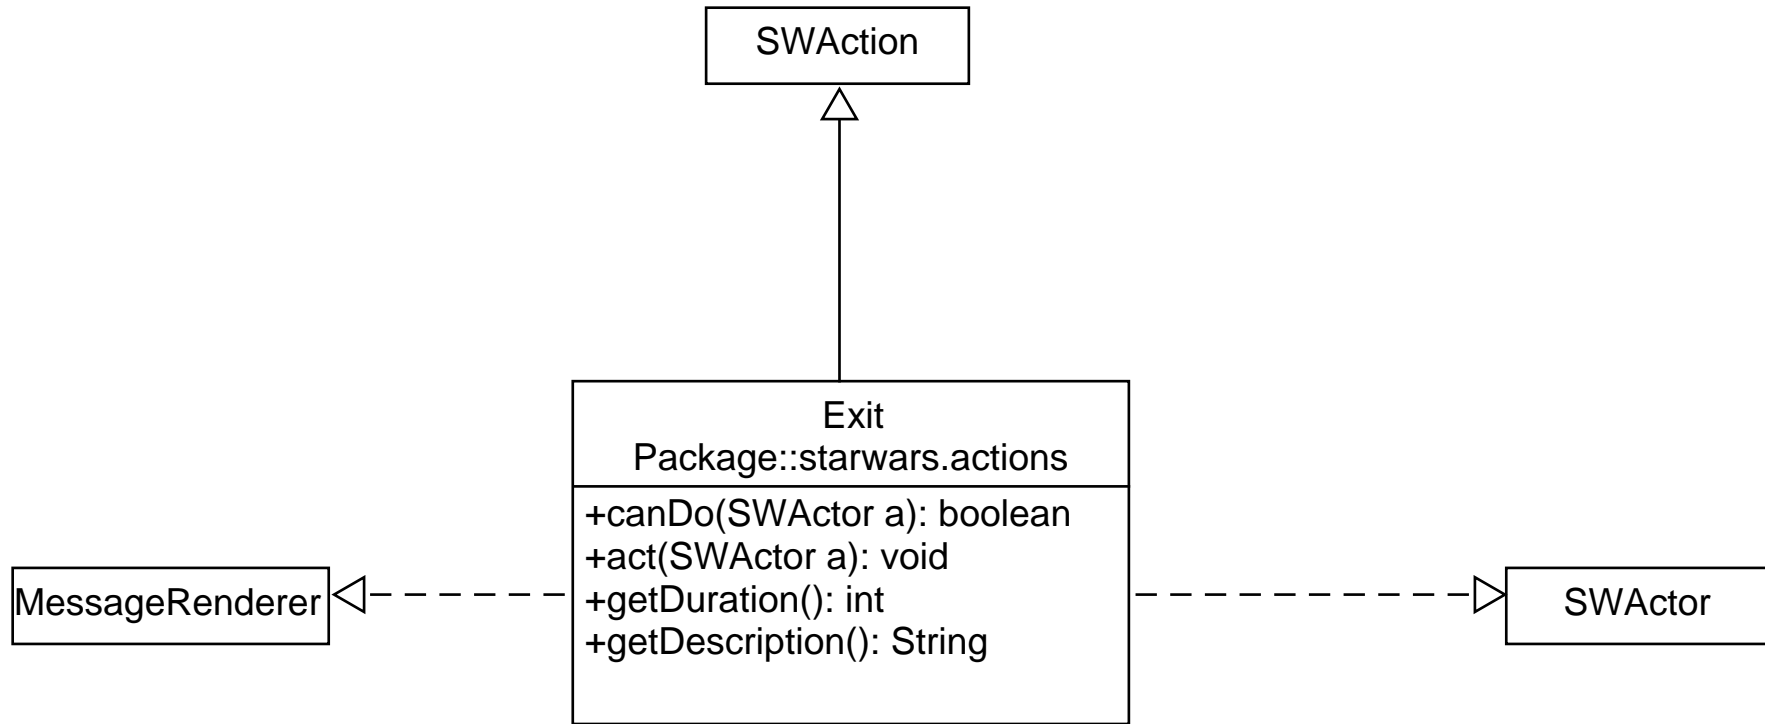 SWAction
Exit
Package::starwars.actions
+canDo(SWActor a): boolean
+act(SWActor a): void
+getDuration(): int
+getDescription(): String
MessageRenderer
SWActor